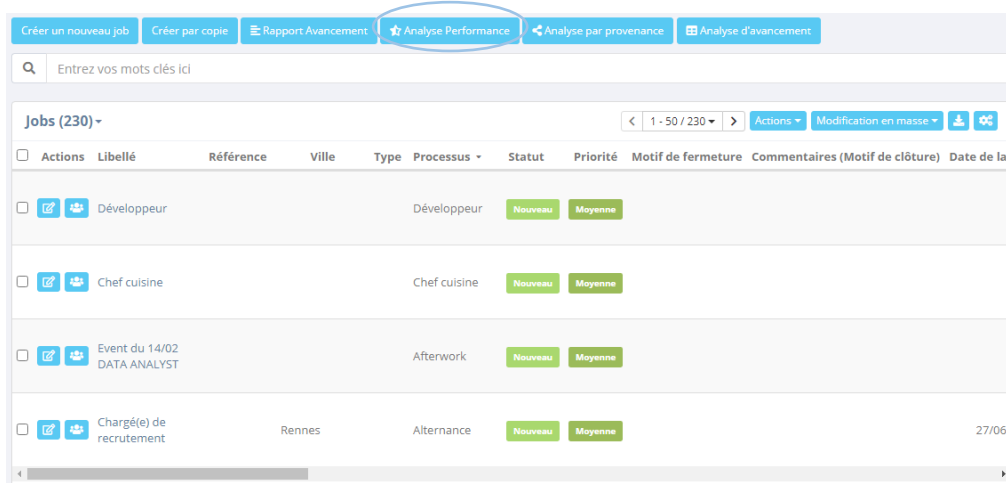 Créer un nouveau job Créer par copie Rapport Avancement Analyse Performance Analyse par provenance Analyse d'avancement
Entrez vos mots clés ici
Jobs (230) 1 - 50 / 230 Actions Modification en masse
Actions Libellé Référence Ville Type Processus Statut Priorité Motif de fermeture Commentaires (Motif de clôture) Date de la
Développeur Développeur Nouveau Moyenne
Chef cuisine Chef cuisine Nouveau Moyenne
Event du 14/02
DATA ANALYST Afterwork Nouveau Moyenne
Chargé(e) de
recrutement Rennes Alternance Nouveau Moyenne 27/06